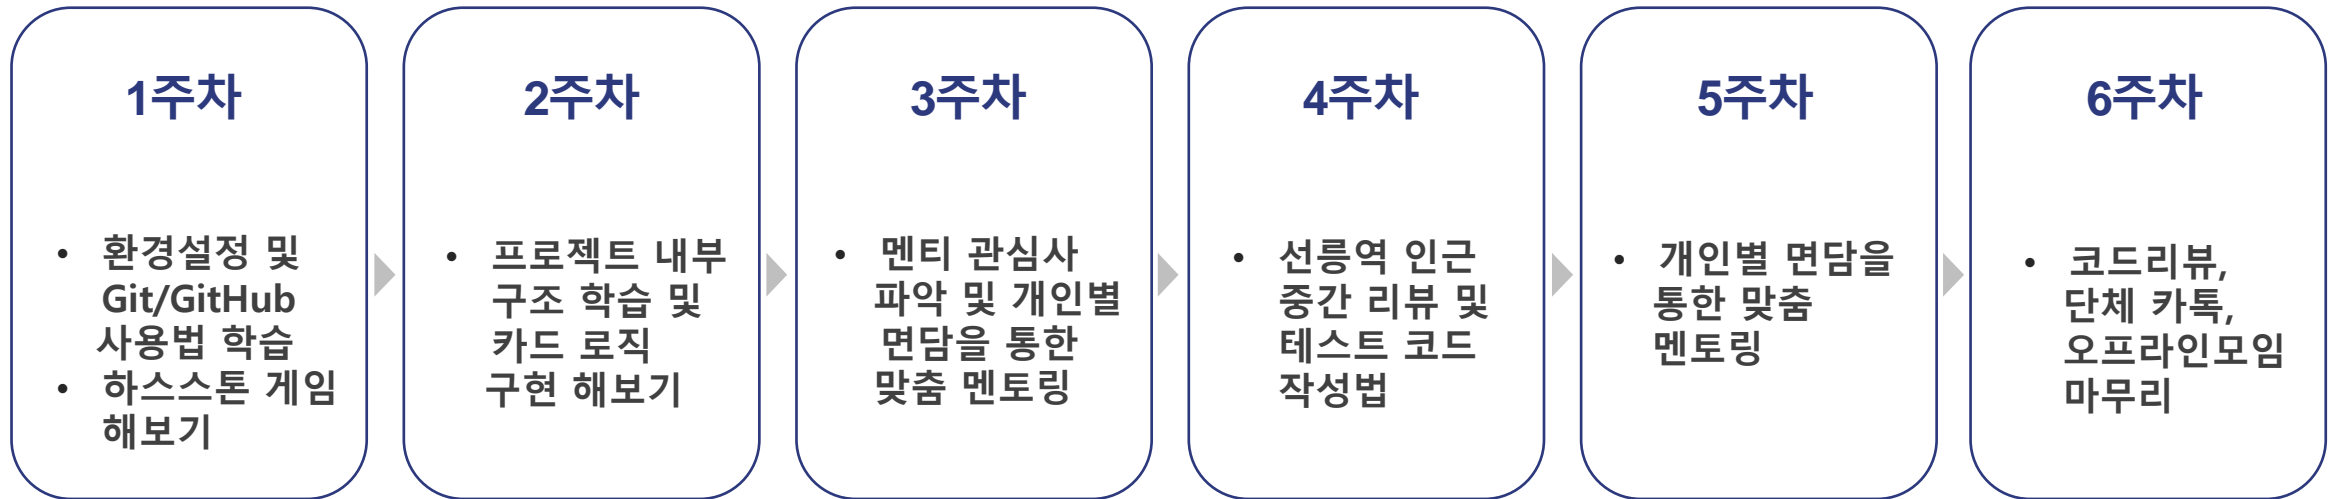 1주차
• 환경설정 및
Git/GitHub
사용법 학습
• 하스스톤 게임
해보기
2주차
• 프로젝트 내부
구조 학습 및
카드 로직
구현 해보기
3주차
• 멘티 관심사
파악 및 개인별
면담을 통한
맞춤 멘토링
4주차
• 선릉역 인근
중간 리뷰 및
테스트 코드
작성법
5주차
• 개인별 면담을
통한 맞춤
멘토링
6주차
• 코드리뷰,
단체 카톡,
오프라인모임
마무리